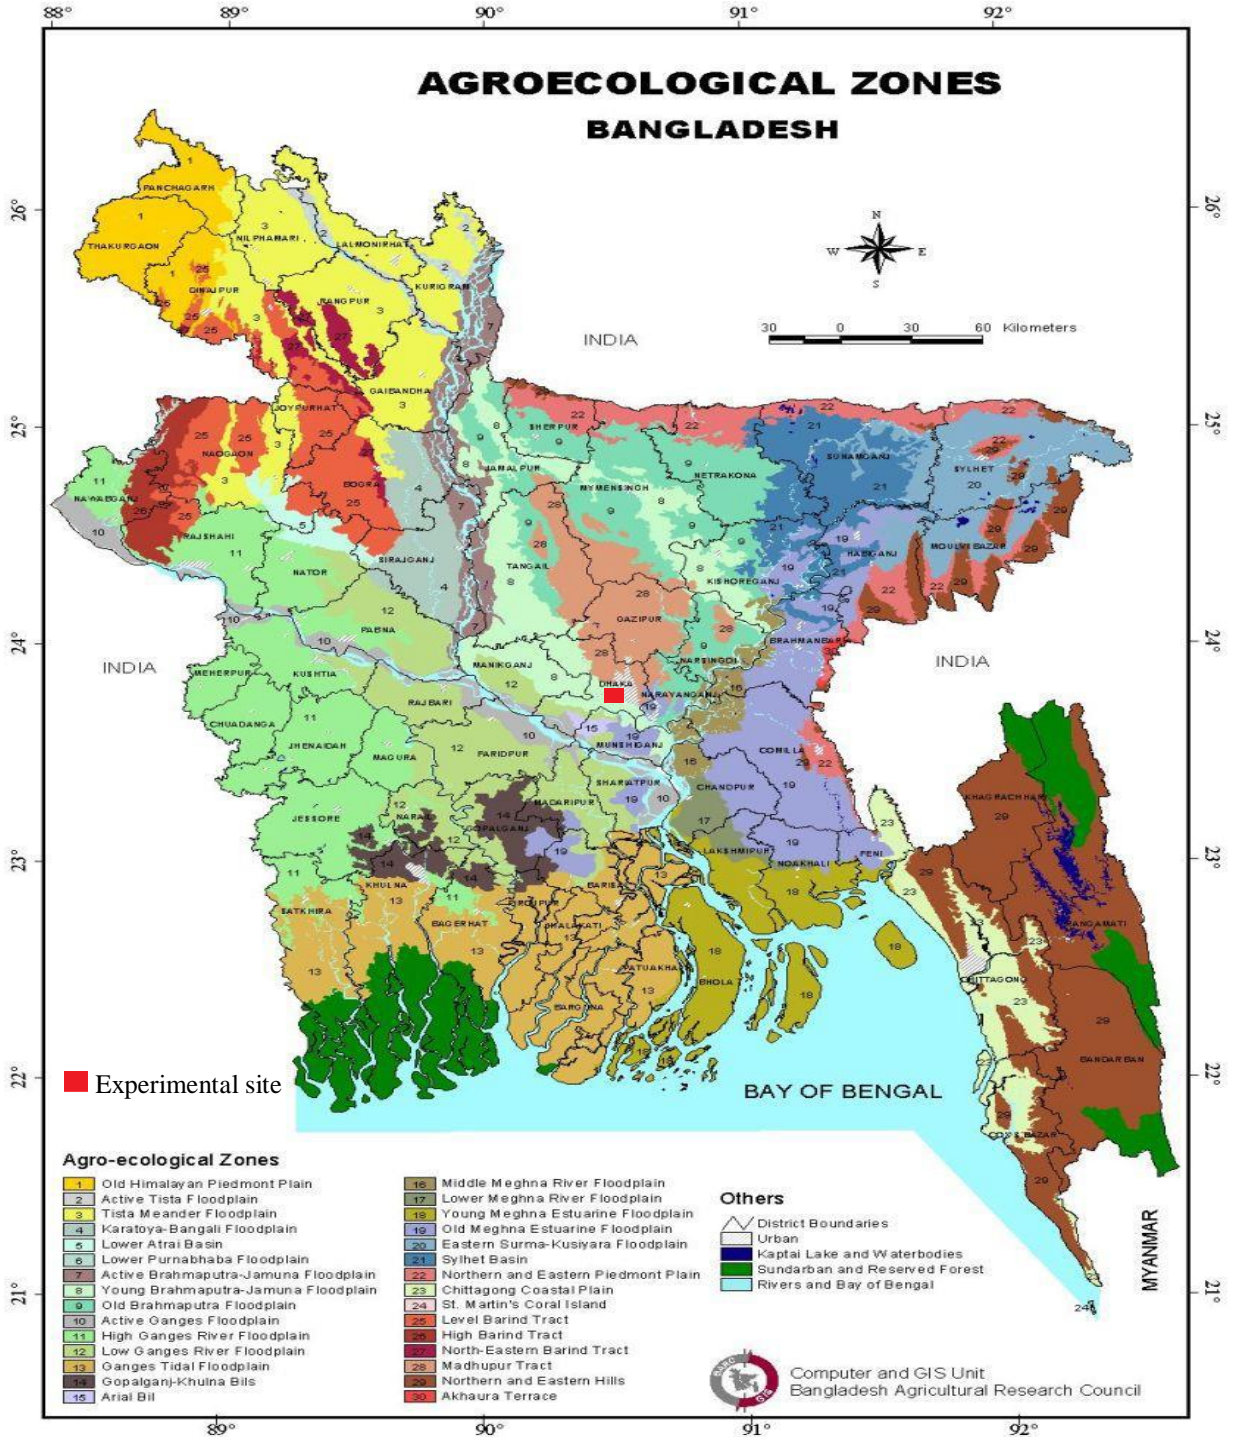 88° 89° 90° 91° 92°
AGROECOLOGICAL ZONES
BANGLADESH
26° 26°
25° 25°
24° 24°
23° 23°
22° 22°
21° 21°
N
W E
S
30 0 30 60 Kilometers
INDIA
INDIA
INDIA
PANCHAGARH
THAKURGAON
NILPHAMARI
LALMONIRHAT
DINAJPUR
RANGPUR
KURIGRAM
GAIBANDHA
JOYPURHAT
NAOGAON
BOGRA
NAWABGANJ
RAJSHAHI
NATOR
SIRAJGANJ
PABNA
SHERPUR
JAMALPUR
MYMENSINGH
NETRAKONA
SUNAMGANJ
SYLHET
HABIGANJ
MOULVI BAZAR
TANGAIL
KISHOREGANJ
GAZIPUR
NARSINGDI
BRAHMANBARIA
MANIKGANJ
DHAKA
NARAYANGANJ
MUNSHIGANJ
MEHERPUR
KUSHTIA
CHUADANGA
JHENAIDAH
MAGURA
RAJBARI
FARIDPUR
SHARIATPUR
MADARIPUR
GOPALGANJ
NARAIL
JESSORE
COMILLA
CHANDPUR
LAKSHMIPUR
NOAKHALI
FENI
KHULNA
SATKHIRA
BAGERHAT
JHALAKATI
BARGUNA
BHOLA
KHAGRACHHARI
RANGAMATI
CHITTAGONG
BANDARBAN
COX'S BAZAR
BAY OF BENGAL
MYANMAR
Experimental site
Agro-ecological Zones
1 Old Himalayan Piedmont Plain
2 Active Tista Floodplain
3 Tista Meander Floodplain
4 Karatoya-Bangali Floodplain
5 Lower Atrai Basin
6 Lower Purnabhaba Floodplain
7 Active Brahmaputra-Jamuna Floodplain
8 Young Brahmaputra-Jamuna Floodplain
9 Old Brahmaputra Floodplain
10 Active Ganges Floodplain
11 High Ganges River Floodplain
12 Low Ganges River Floodplain
13 Ganges Tidal Floodplain
14 Gopalganj-Khulna Bils
15 Arial Bil
16 Middle Meghna River Floodplain
17 Lower Meghna River Floodplain
18 Young Meghna Estuarine Floodplain
19 Old Meghna Estuarine Floodplain
20 Eastern Surma-Kusiyara Floodplain
21 Sylhet Basin
22 Northern and Eastern Piedmont Plain
23 Chittagong Coastal Plain
24 St. Martin's Coral Island
25 Level Barind Tract
26 High Barind Tract
27 North-Eastern Barind Tract
28 Madhupur Tract
29 Northern and Eastern Hills
30 Akhaura Terrace
Others
District Boundaries
Urban
Kaptai Lake and Waterbodies
Sundarban and Reserved Forest
Rivers and Bay of Bengal
BARC
GIS
Computer and GIS Unit
Bangladesh Agricultural Research Council
89° 90° 91° 92°